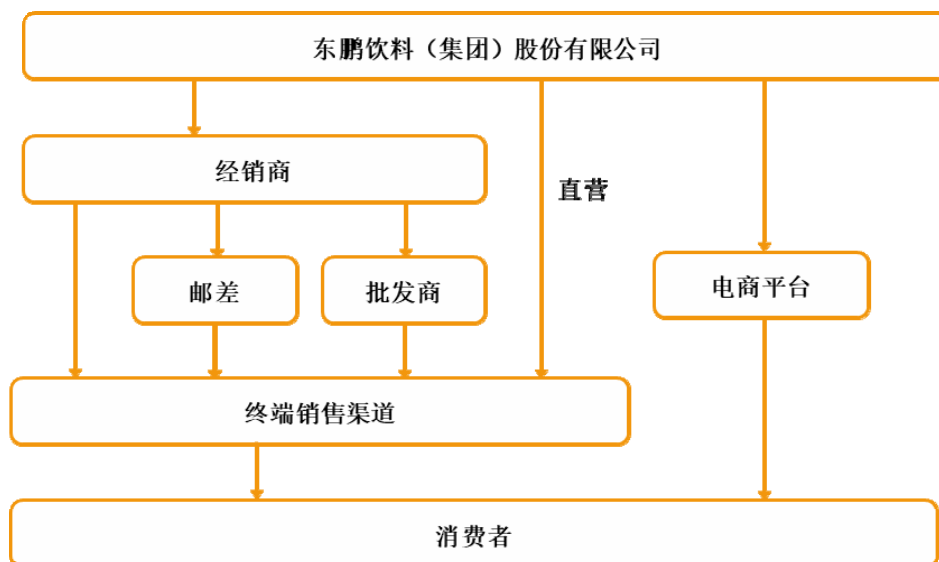 东鹏饮料（集团）股份有限公司
经销商
直营
邮差
批发商
电商平台
终端销售渠道
消费者